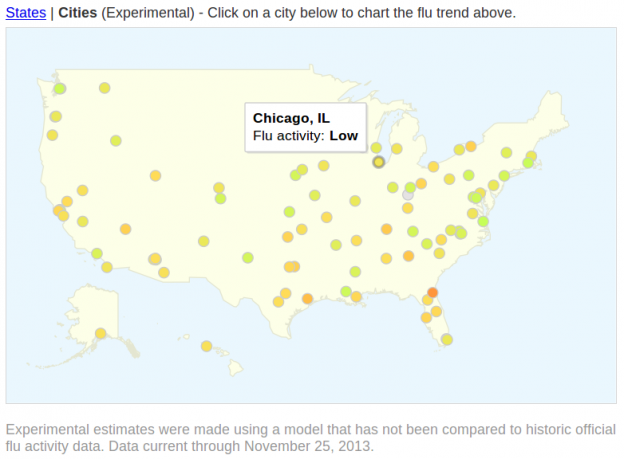 States | Cities (Experimental) - Click on a city below to chart the flu trend above.
Chicago, IL
Flu activity: Low
Experimental estimates were made using a model that has not been compared to historic official
flu activity data. Data current through November 25, 2013.